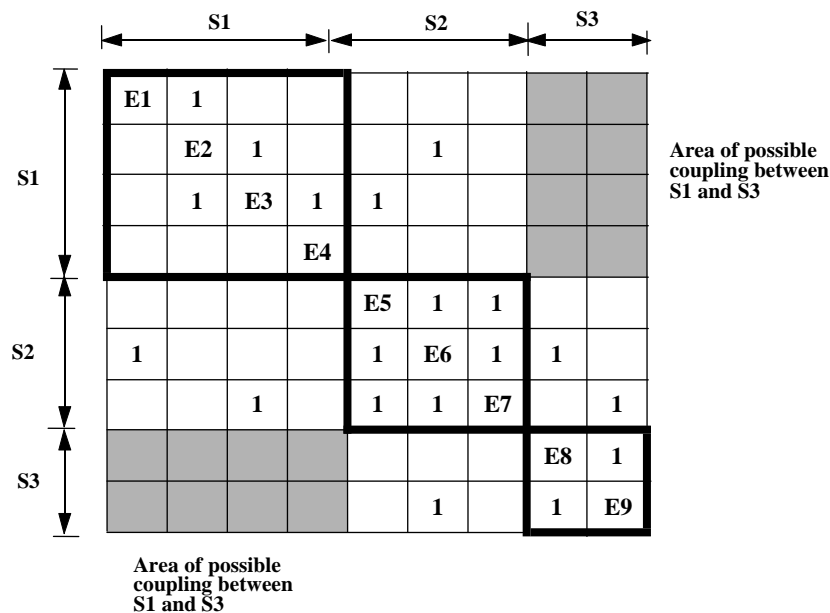 S1 S2 S3
E1 1
E2 1 1
S1
1 E3 1 1
E4
Area of possible
coupling between
S1 and S3
E5 1 1
S2
1 1 E6 1 1
1 1 1 E7 1
E8 1
S3
1 1 E9
Area of possible
coupling between
S1 and S3